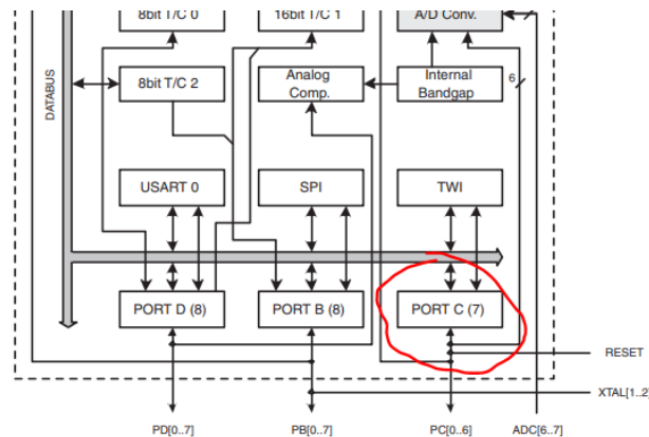 8bit T/C 0
16bit T/C 1
A/D Conv.
8bit T/C 2
Analog
Comp.
Internal
Bandgap
6
DATABUS
USART 0
SPI
TWI
PORT D (8)
PORT B (8)
PORT C (7)
RESET
XTAL[1..2]
PD[0..7]
PB[0..7]
PC[0..6]
ADC[6..7]